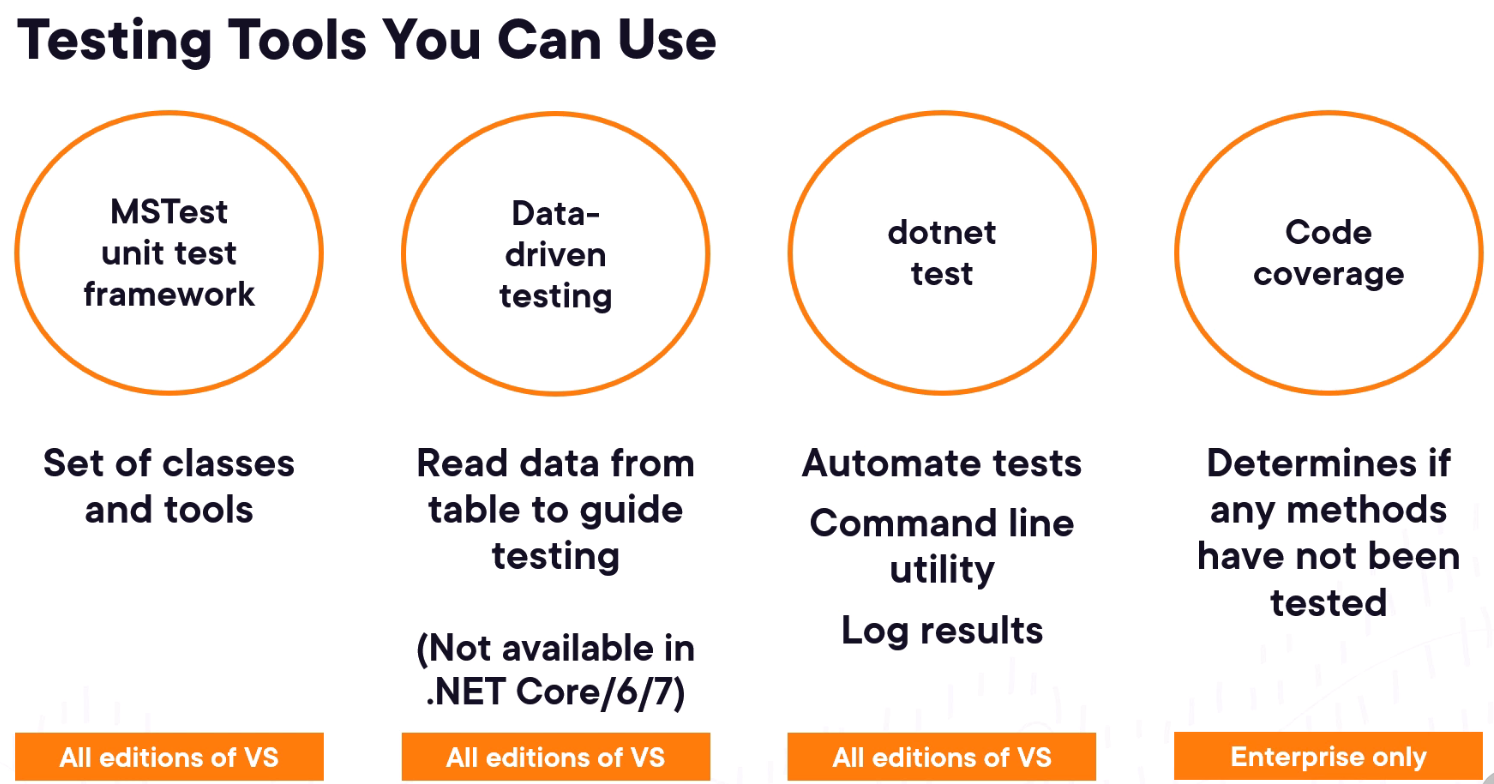 Testing Tools You Can Use
MSTest
unit test
framework
Data-
driven
testing
dotnet
test
Code
coverage
Set of classes
and tools
Read data from
table to guide
testing
(Not available in
.NET Core/6/7)
Automate tests
Command line
utility
Log results
Determines if
any methods
have not been
tested
All editions of VS
All editions of VS
All editions of VS
Enterprise only